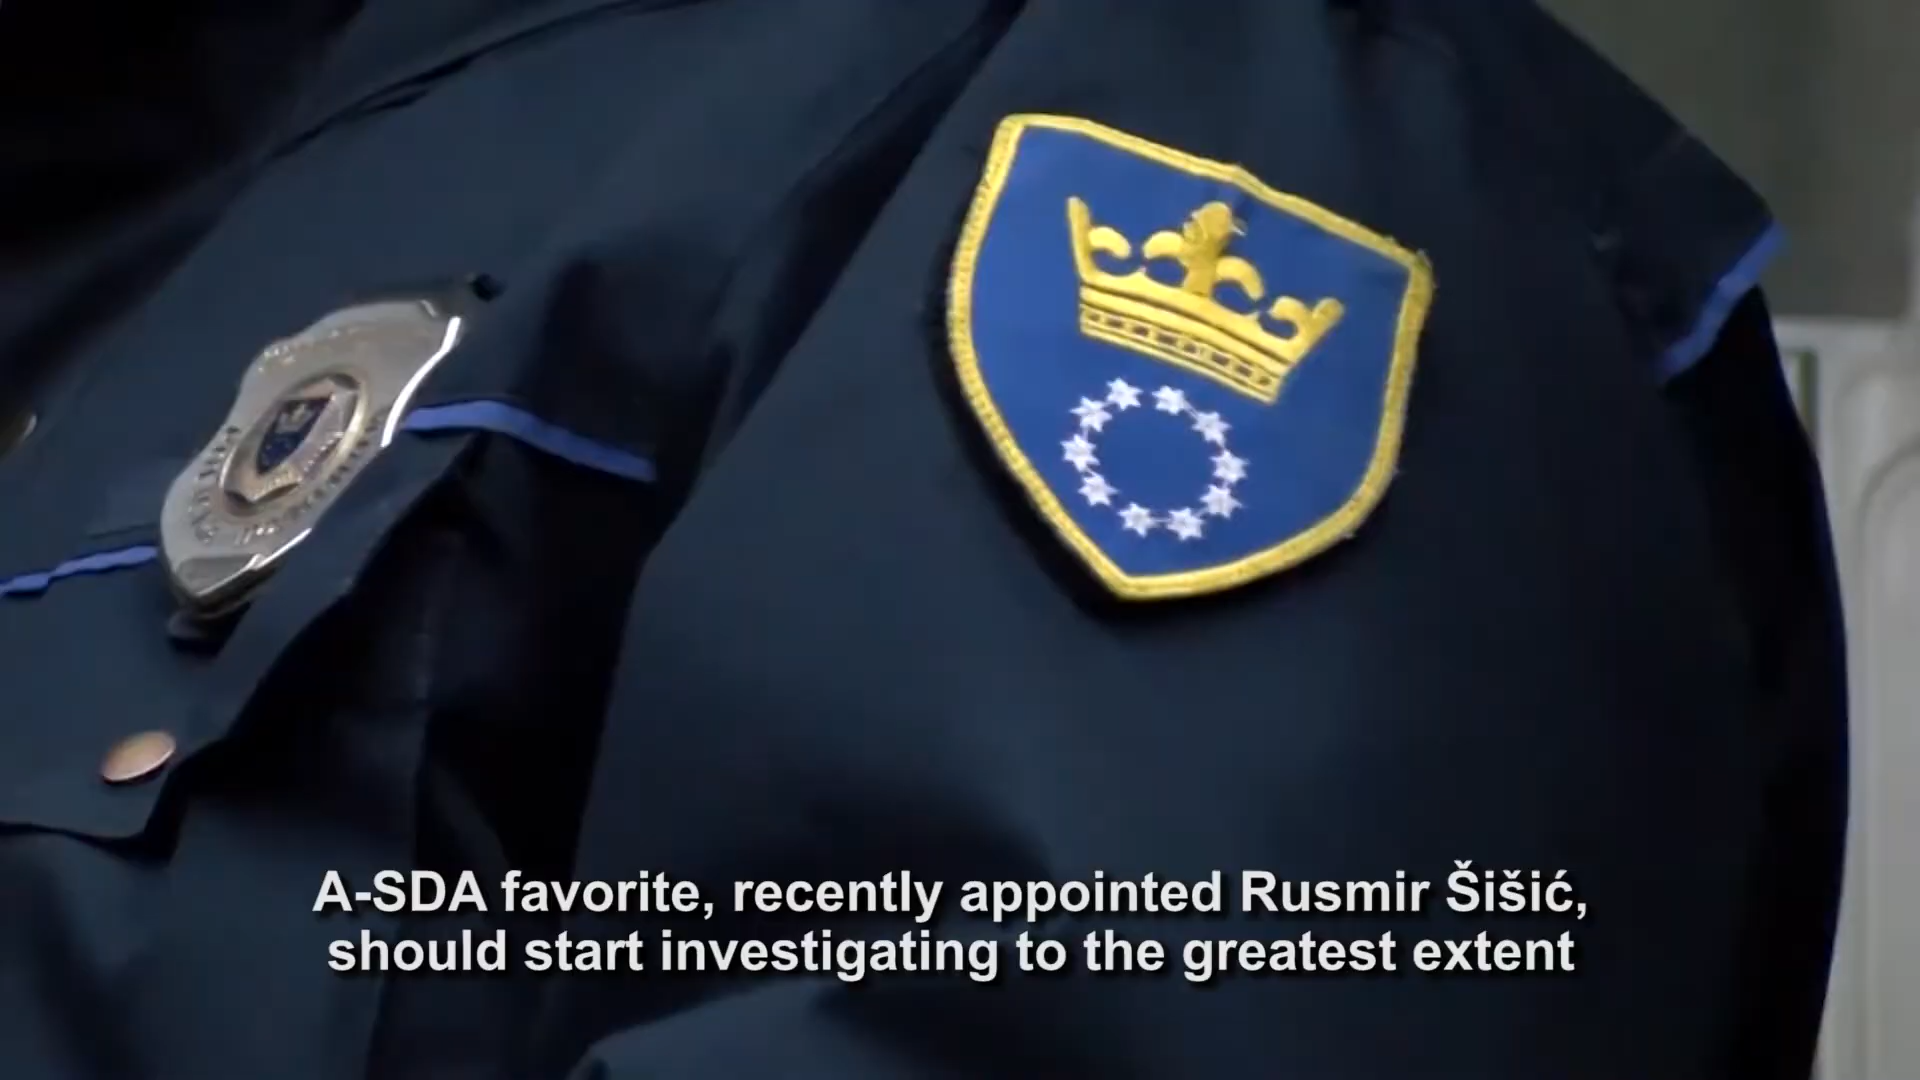 A-SDA favorite, recently appointed Rusmir Šišić,
should start investigating to the greatest extent